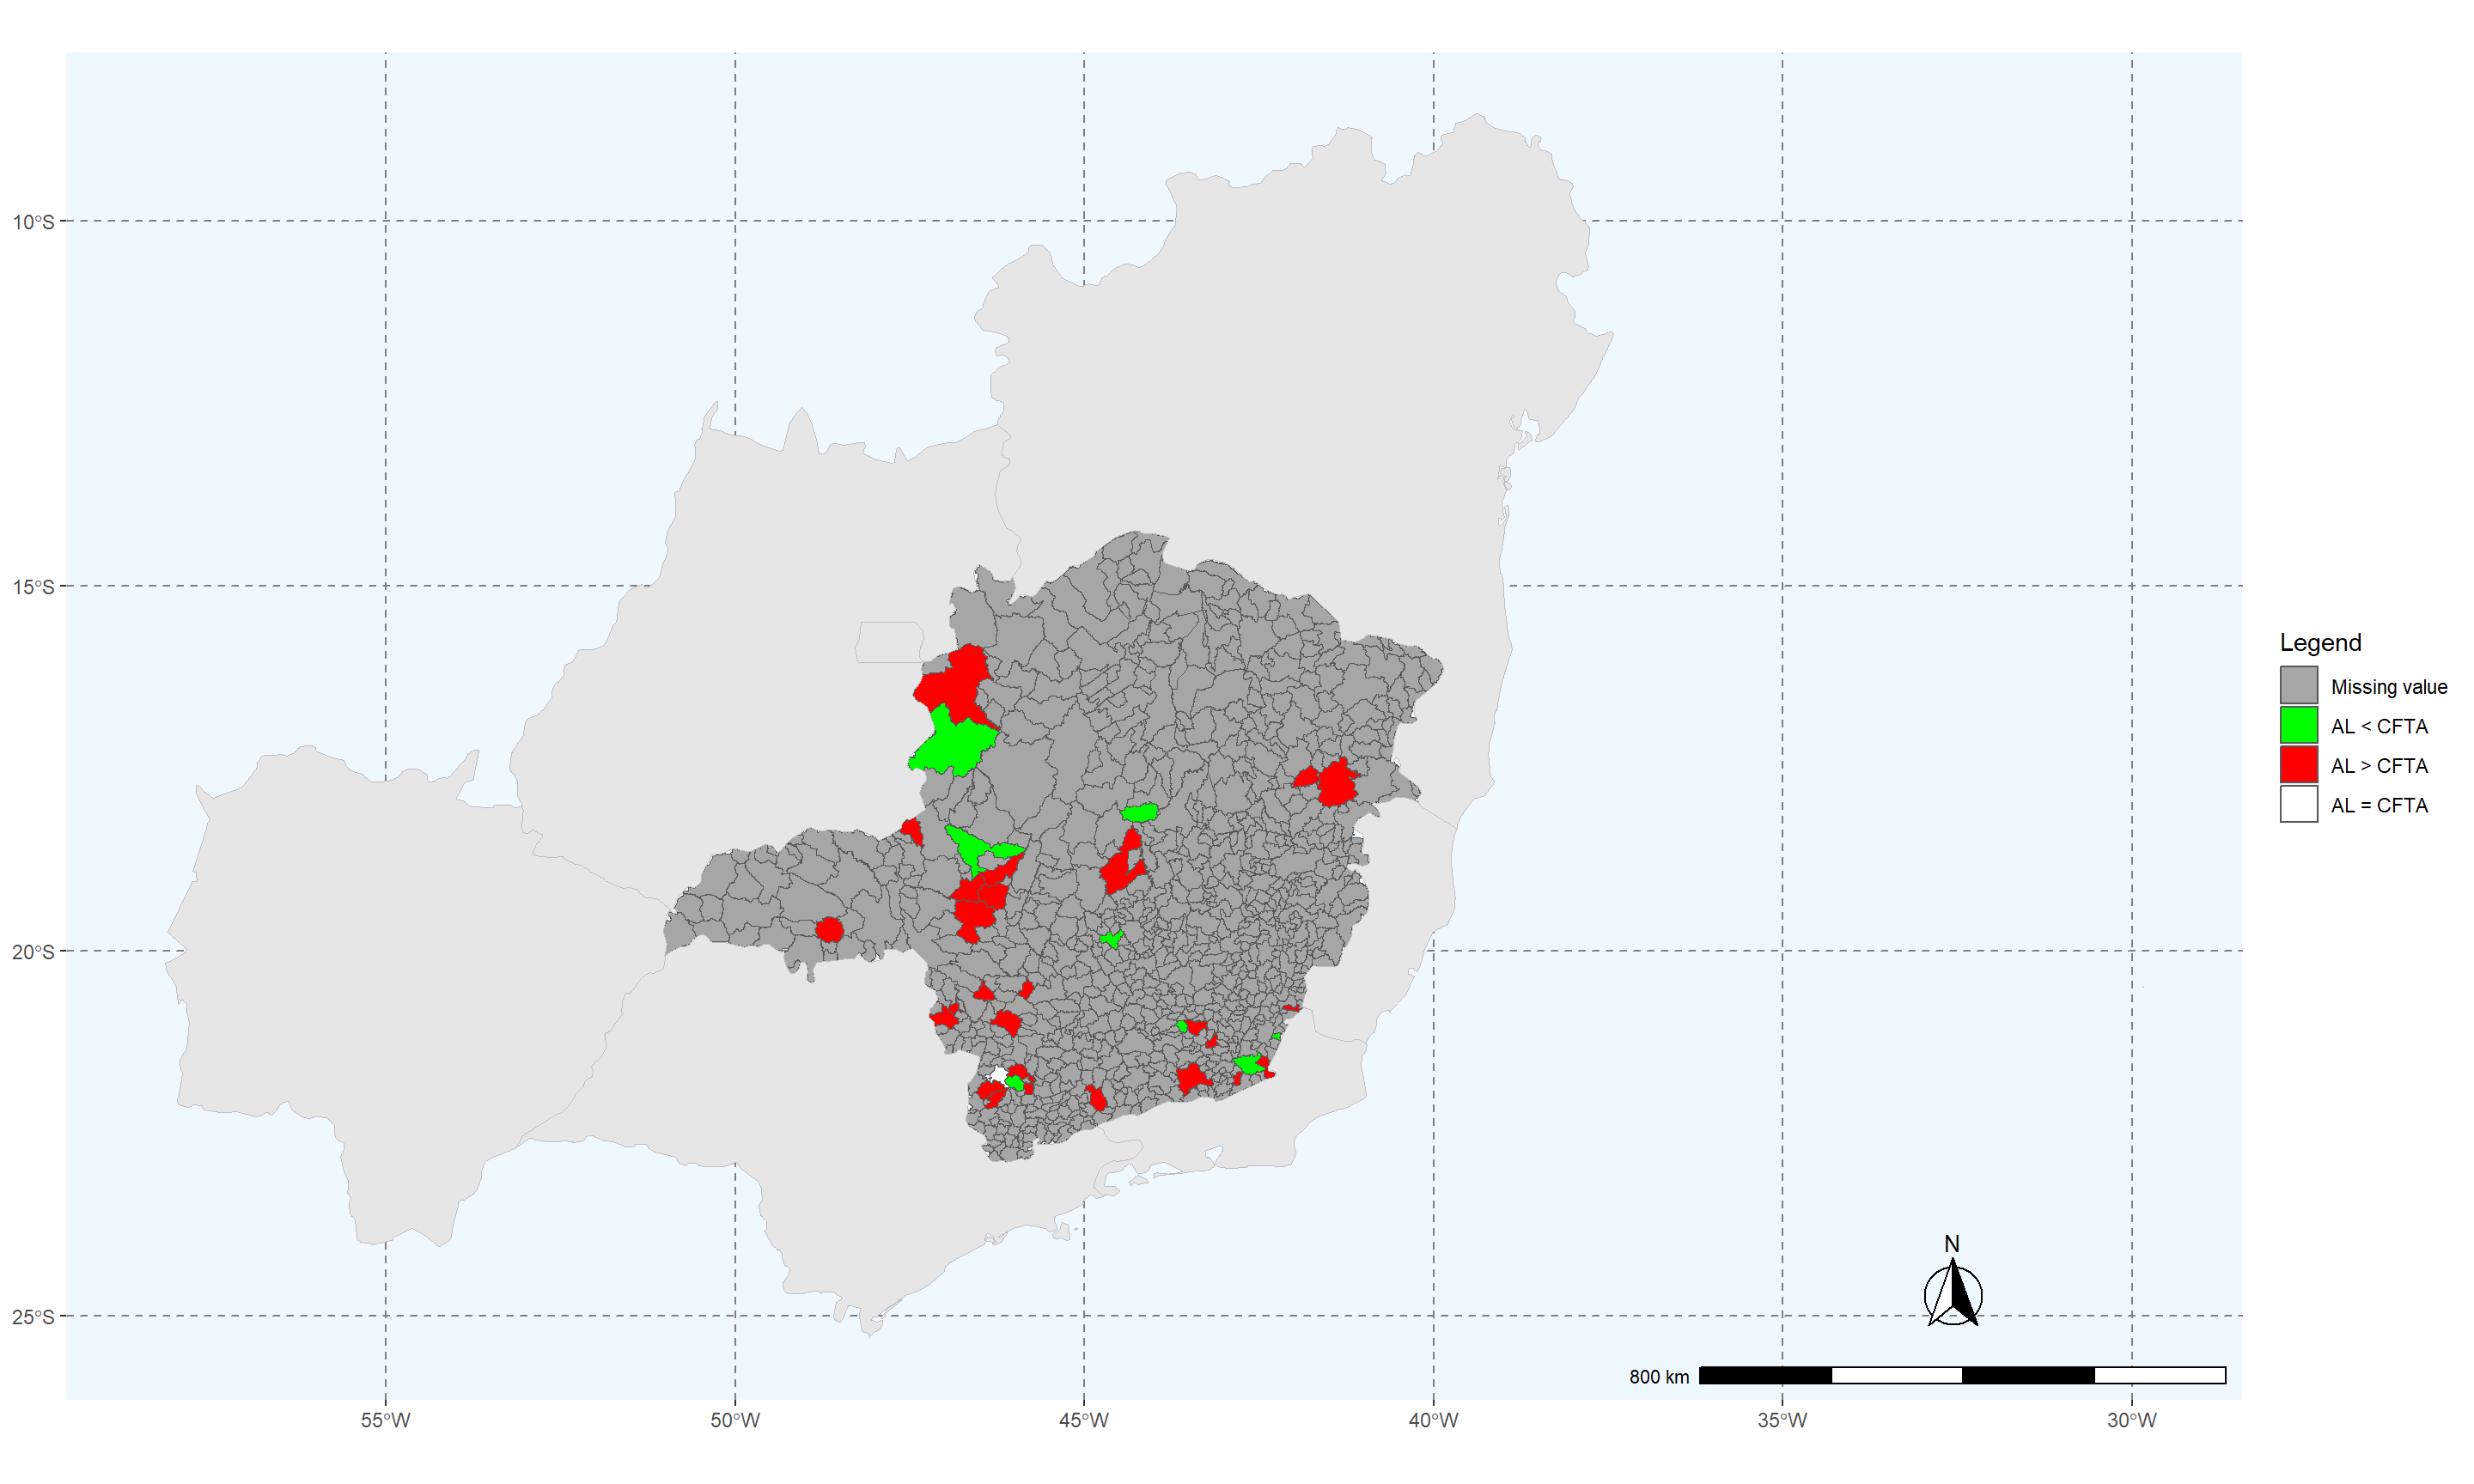 10°S
15°S
20°S
25°S
55°W
50°W
45°W
40°W
35°W
30°W
N
800 km
Legend
Missing value
AL < CFTA
AL > CFTA
AL = CFTA